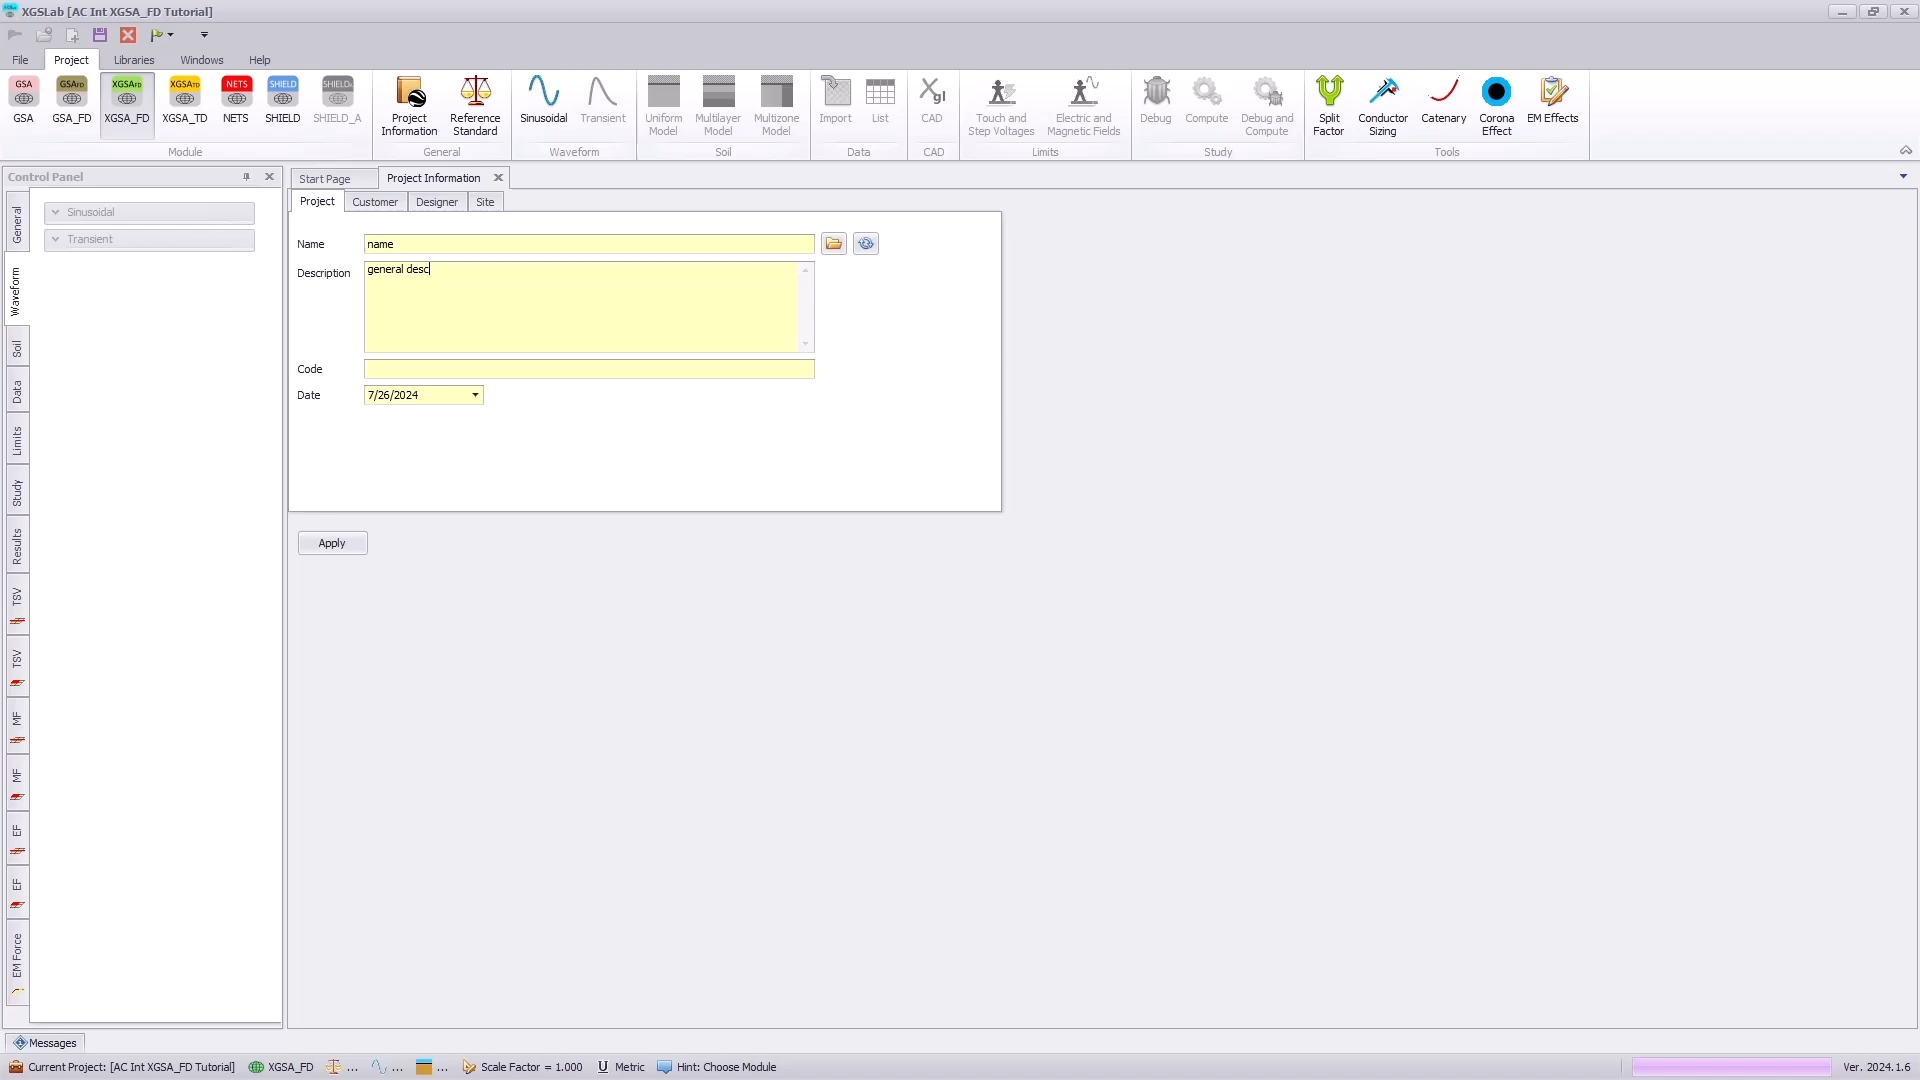 XGSLab [AC Int XGSA_FD Tutorial]
File Project Libraries Windows Help
GSA GSA_FD XGSA_FD XGSA_TD NETS SHIELD SHIELD_A
Module
Project Information Reference Standard
General
Sinusoidal Transient
Waveform
Uniform Model Multilayer Model Multizone Model
Soil
Import List
Data
CAD
CAD
Touch and Step Voltages Electric and Magnetic Fields
Limits
Debug Compute Debug and Compute
Study
Split Factor Conductor Sizing Catenary Corona Effect EM Effects
Tools
Control Panel
Start Page Project Information
Project Customer Designer Site
General
Waveform
Soil
Data
Limits
Study
Results
TSV
TSV
MF
MF
EF
EF
EM Force
Sinusoidal
Transient
Name name
Description general desc
Code
Date 7/26/2024
Apply
Messages
Current Project: [AC Int XGSA_FD Tutorial] XGSA_FD ... ... ... Scale Factor = 1.000 U Metric Hint: Choose Module Ver. 2024.1.6